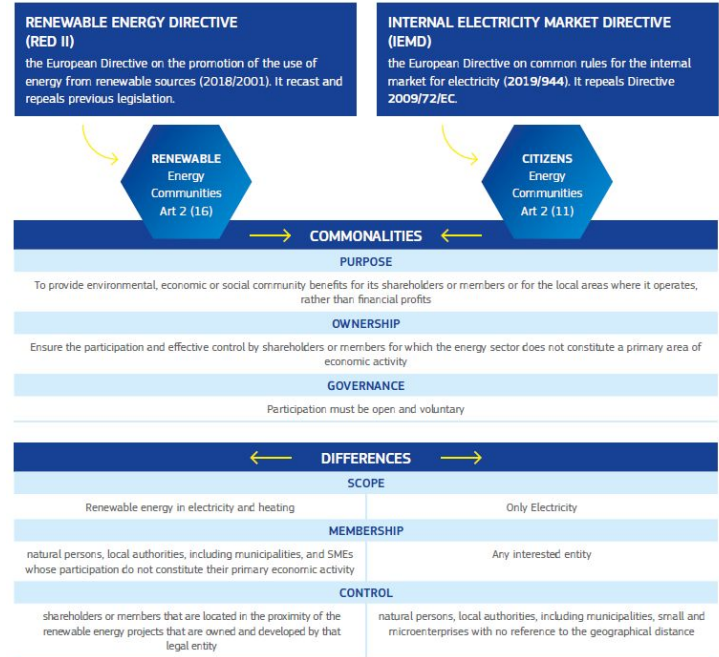 RENEWABLE ENERGY DIRECTIVE
(RED II)
the European Directive on the promotion of the use of
energy from renewable sources (2018/2001). It recast and
repeals previous legislation.
INTERNAL ELECTRICITY MARKET DIRECTIVE
(IEMD)
the European Directive on common rules for the internal
market for electricity (2019/944). It repeals Directive
2009/72/EC.
RENEWABLE
Energy
Communities
Art 2 (16)
CITIZENS
Energy
Communities
Art 2 (11)
COMMONALITIES
PURPOSE
To provide environmental, economic or social community benefits for its shareholders or members or for the local areas where it operates,
rather than financial profits
OWNERSHIP
Ensure the participation and effective control by shareholders or members for which the energy sector does not constitute a primary area of
economic activity
GOVERNANCE
Participation must be open and voluntary
DIFFERENCES
SCOPE
Renewable energy in electricity and heating
Only Electricity
MEMBERSHIP
natural persons, local authorities, including municipalities, and SMEs
whose participation do not constitute their primary economic activity
Any interested entity
CONTROL
shareholders or members that are located in the proximity of the
renewable energy projects that are owned and developed by that
legal entity
natural persons, local authorities, including municipalities, small and
microenterprises with no reference to the geographical distance